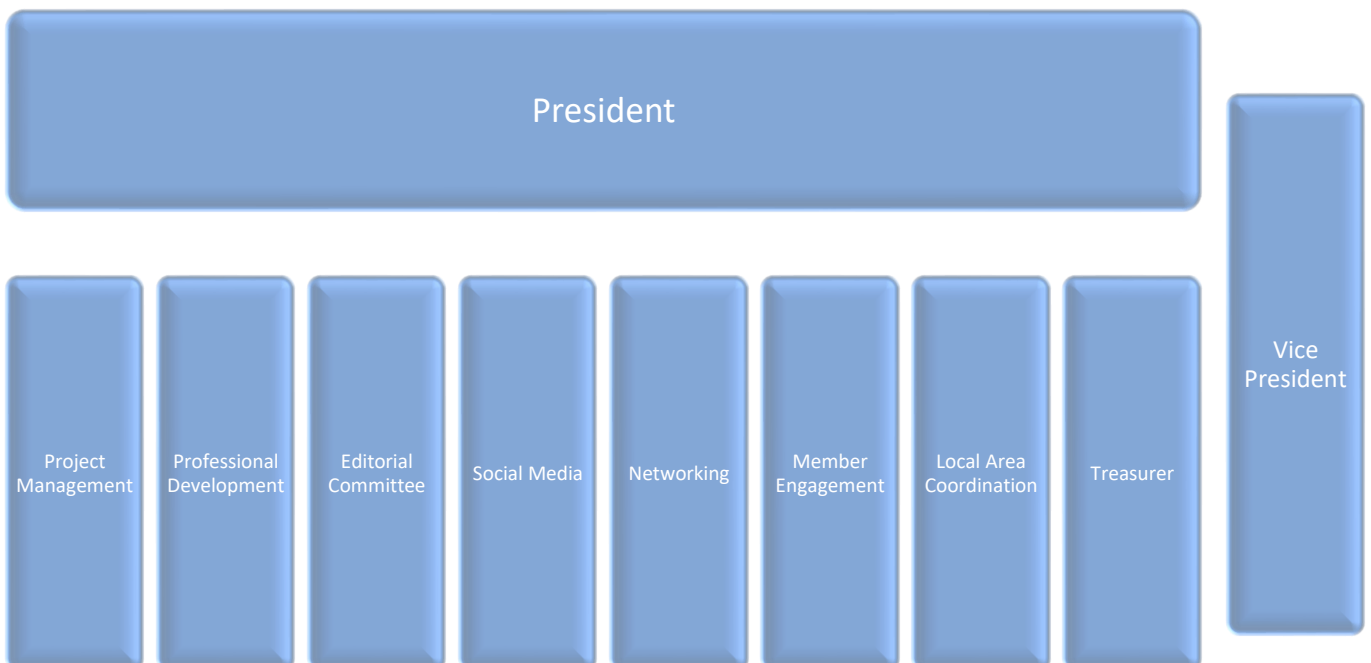 President
Vice
President
Project
Management
Professional
Development
Editorial
Committee
Social Media
Networking
Member
Engagement
Local Area
Coordination
Treasurer